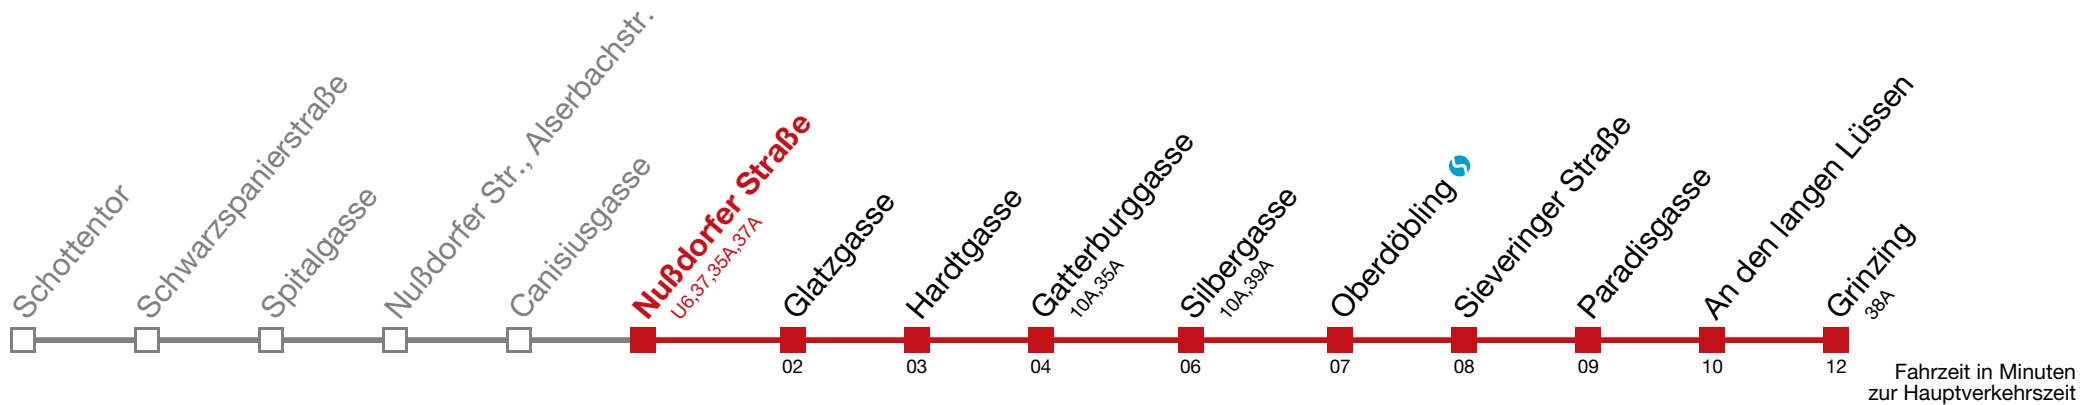 Schottentor
Schwarzspanierstraße
Spitalgasse
Nußdorfer Str., Alserbachstr.
Canisiusgasse
Nußdorfer Straße
U6,37,35A,37A
Glatzgasse
02
Hardtgasse
03
Gatterburggasse
10A,35A
04
Silbergasse
10A,39A
06
Oberdöbling
07
Sieveringer Straße
08
Paradisgasse
09
An den langen Lüssen
10
Grinzing
38A
12
Fahrzeit in Minuten
zur Hauptverkehrszeit